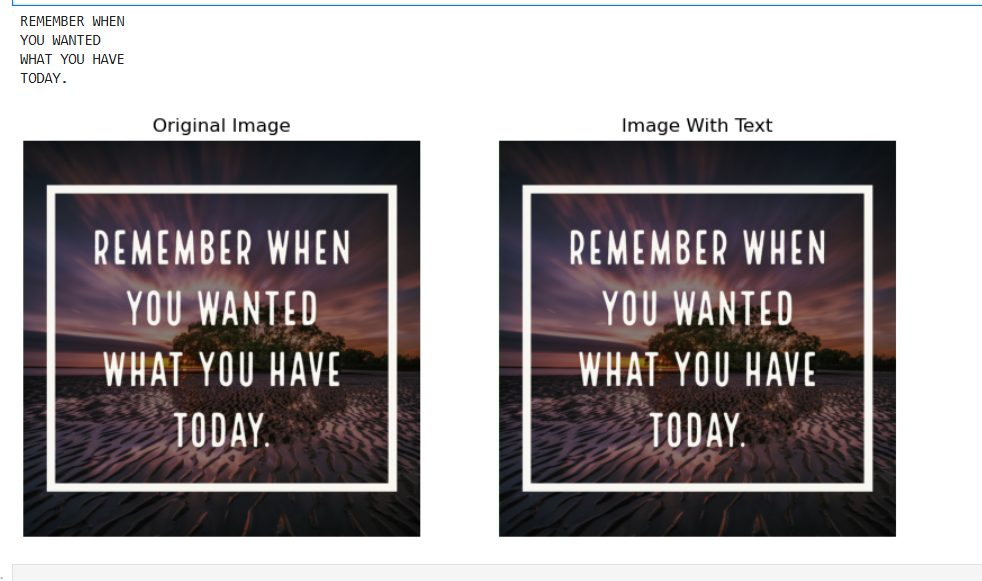 REMEMBER WHEN
YOU WANTED
WHAT YOU HAVE
TODAY.
Original Image
Image With Text
REMEMBER WHEN
YOU WANTED
WHAT YOU HAVE
TODAY.
REMEMBER WHEN
YOU WANTED
WHAT YOU HAVE
TODAY.